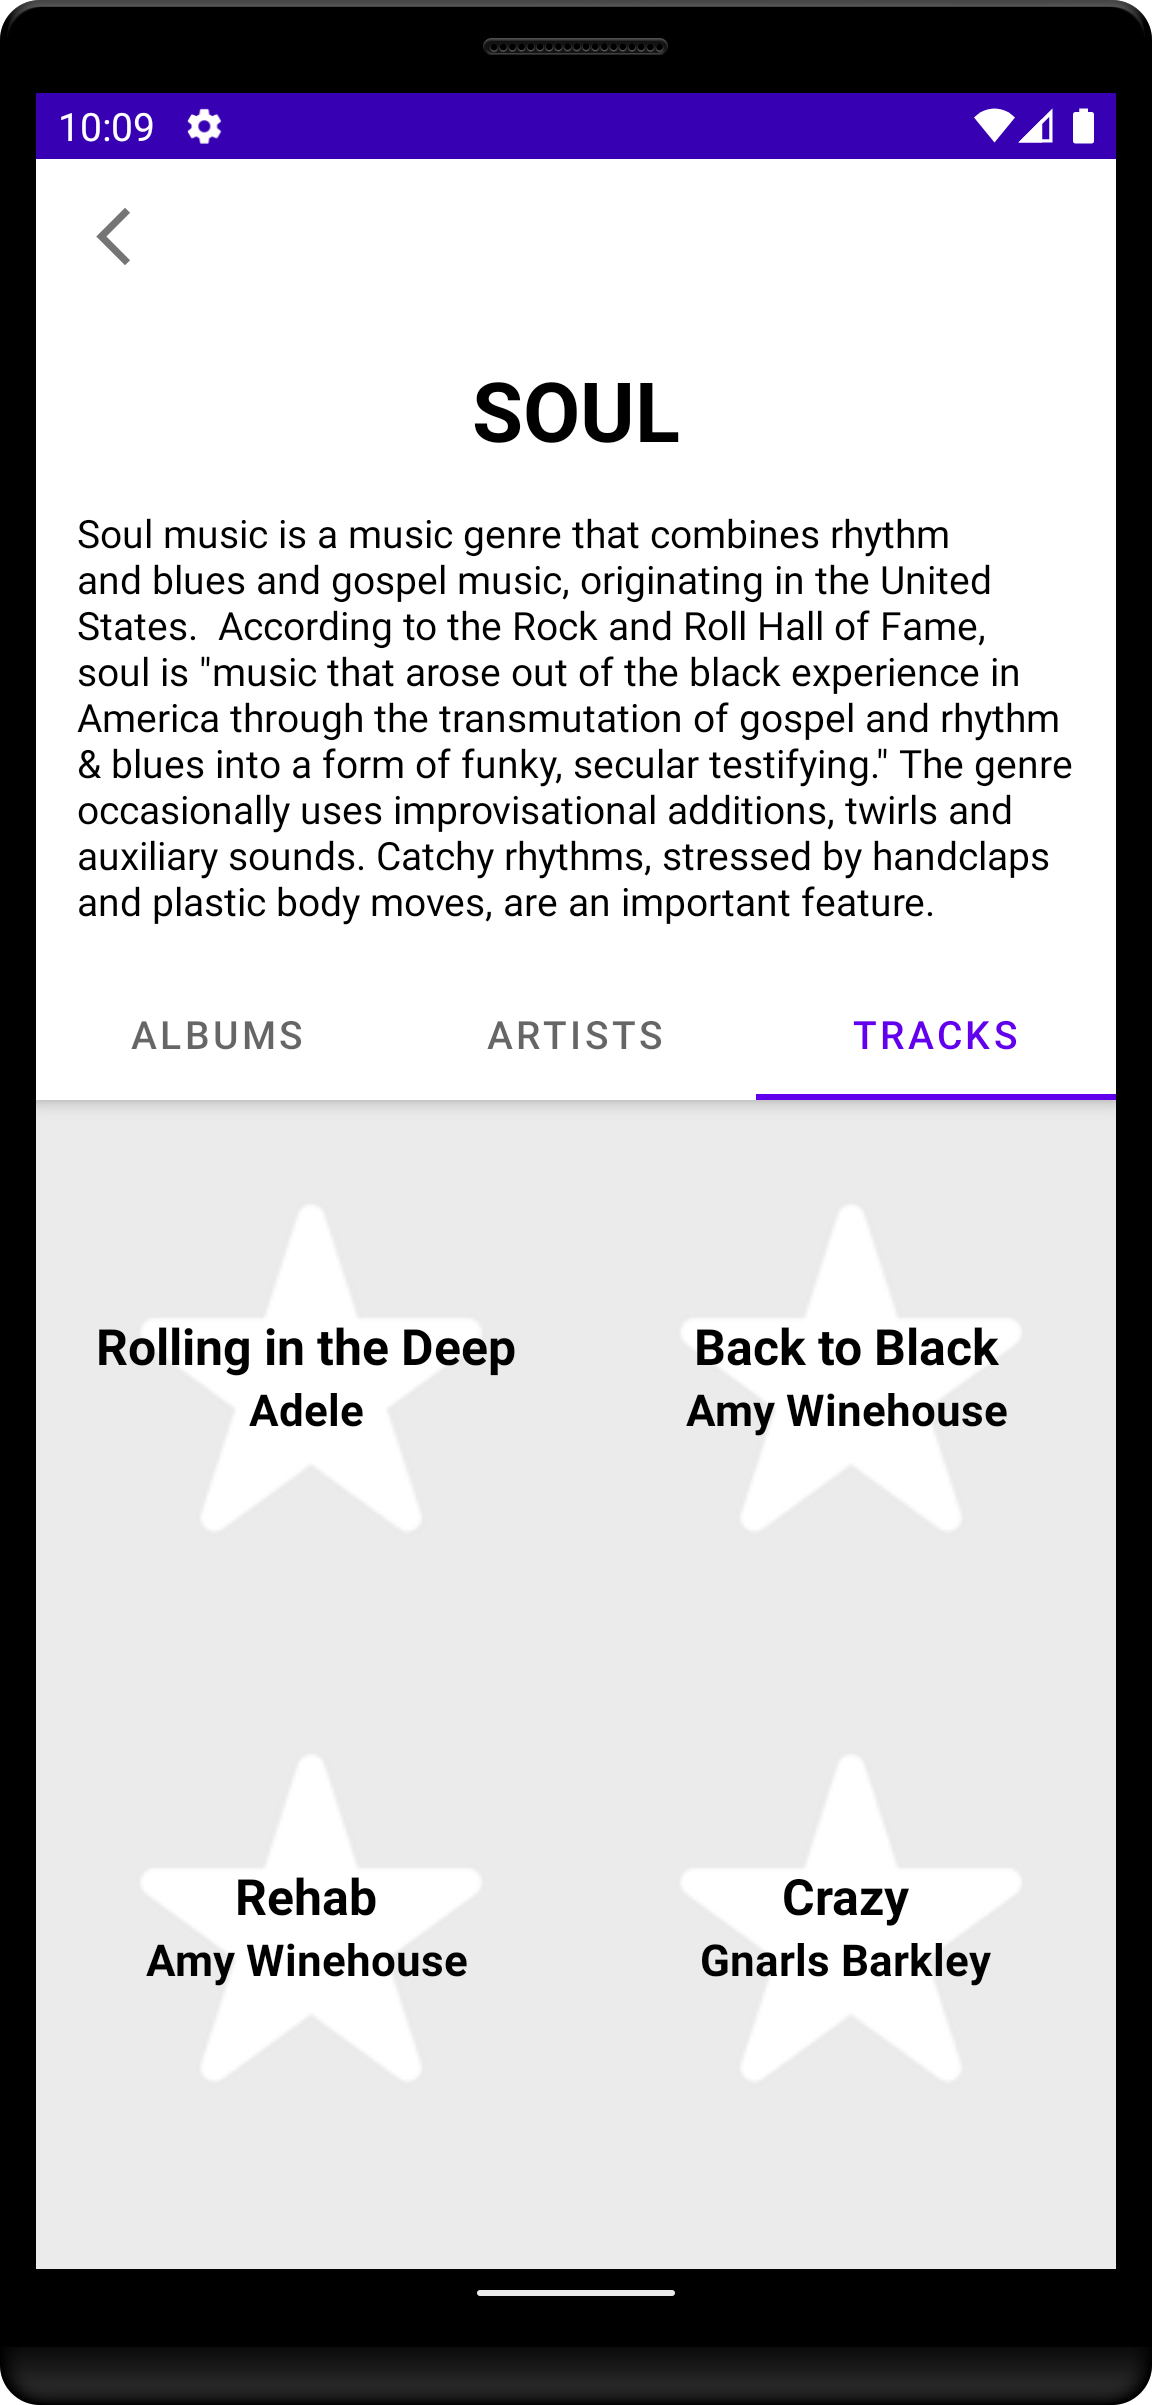 10:09
SOUL
Soul music is a music genre that combines rhythm
and blues and gospel music, originating in the United
States.  According to the Rock and Roll Hall of Fame,
soul is "music that arose out of the black experience in
America through the transmutation of gospel and rhythm
& blues into a form of funky, secular testifying." The genre
occasionally uses improvisational additions, twirls and
auxiliary sounds. Catchy rhythms, stressed by handclaps
and plastic body moves, are an important feature.
ALBUMS ARTISTS TRACKS
Rolling in the Deep
Adele
Back to Black
Amy Winehouse
Rehab
Amy Winehouse
Crazy
Gnarls Barkley